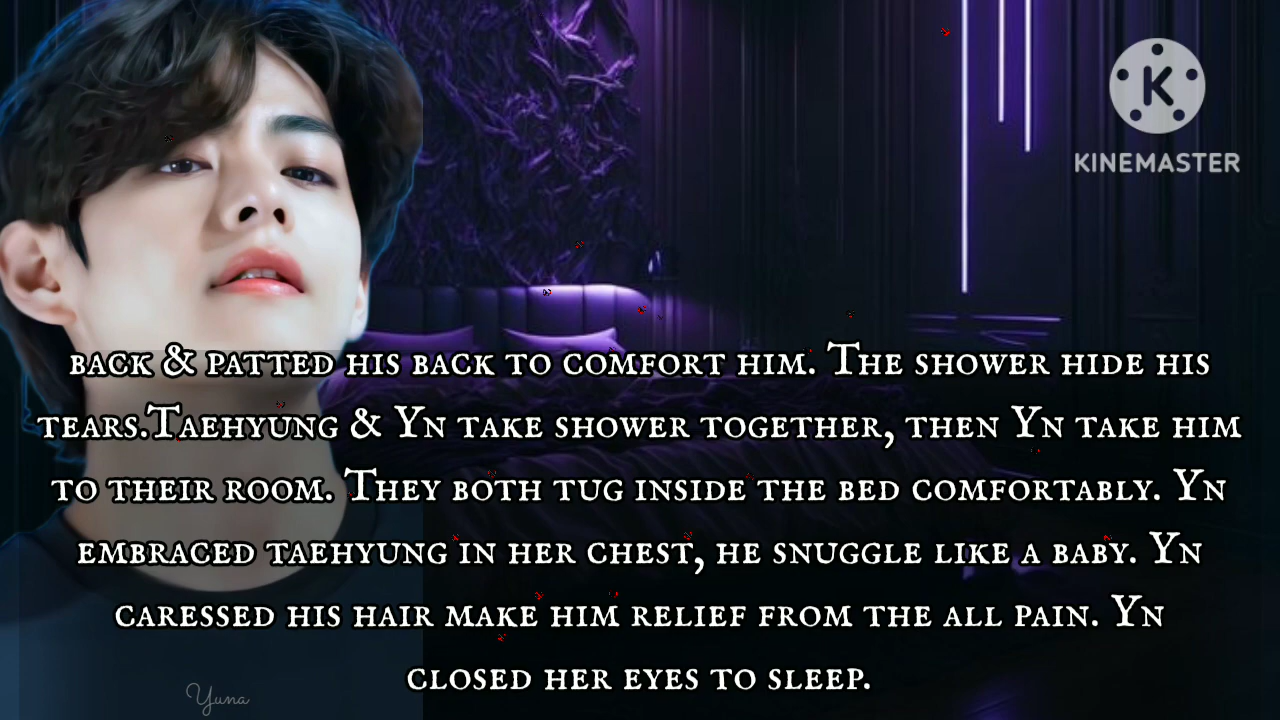 KINEMASTER
back & patted his back to comfort him. The shower hide his
tears.Taehyung & Yn take shower together, then Yn take him
to their room. They both tug inside the bed comfortably. Yn
embraced taehyung in her chest, he snuggle like a baby. Yn
caressed his hair make him relief from the all pain. Yn
closed her eyes to sleep.
Yuna